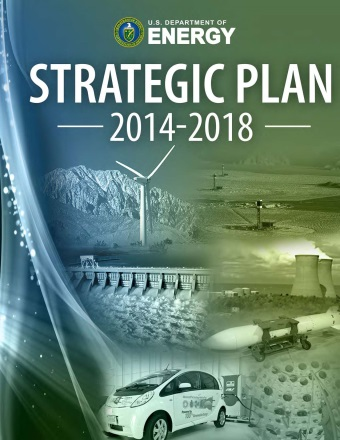 U.S. DEPARTMENT OF
ENERGY
STRATEGIC PLAN
2014-2018